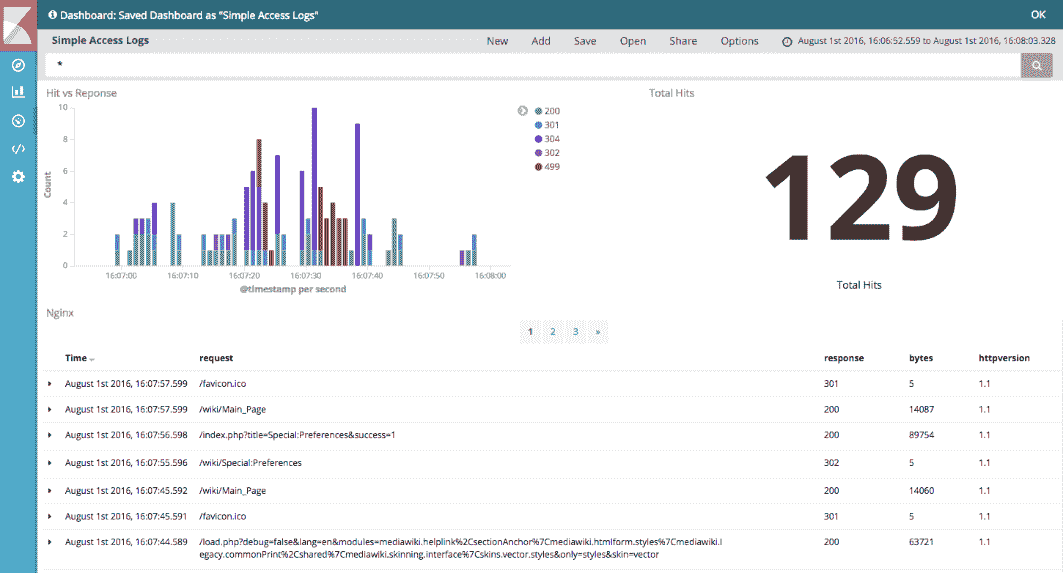 Dashboard: Saved Dashboard as "Simple Access Logs"
OK
Simple Access Logs
New Add Save Open Share Options August 1st 2016, 16:06:52.559 to August 1st 2016, 16:08:03.328
*
Hit vs Reponse
Total Hits
10
8
6
4
2
0
Count
16:07:00 16:07:10 16:07:20 16:07:30 16:07:40 16:07:50 16:08:00
@timestamp per second
200
301
304
302
499
129
Total Hits
Nginx
1 2 3 »
Time request response bytes httpversion
August 1st 2016, 16:07:57.599 /favicon.ico 301 5 1.1
August 1st 2016, 16:07:57.599 /wiki/Main_Page 200 14087 1.1
August 1st 2016, 16:07:56.598 /index.php?title=Special:Preferences&success=1 200 89754 1.1
August 1st 2016, 16:07:55.596 /wiki/Special:Preferences 302 5 1.1
August 1st 2016, 16:07:45.592 /wiki/Main_Page 200 14060 1.1
August 1st 2016, 16:07:45.591 /favicon.ico 301 5 1.1
August 1st 2016, 16:07:44.589 /load.php?debug=false&lang=en&modules=mediawiki.helplink%2CsectionAnchor%7Cmediawiki.htmlform.styles%7Cmediawiki.l 200 63721 1.1
egacy.commonPrint%2Cshared%7Cmediawiki.skinning.interface%7Cskins.vector.styles&only=styles&skin=vector